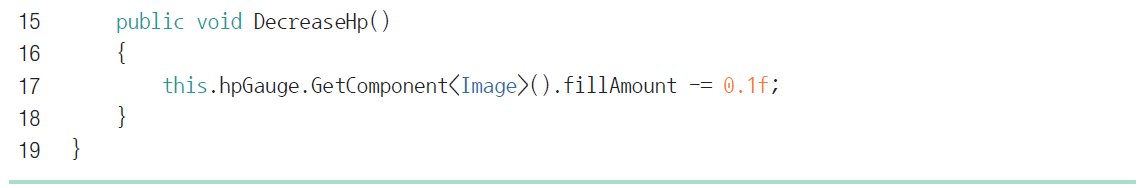 15 public void DecreaseHp()
16 {
17 this.hpGauge.GetComponent<Image>().fillAmount -= 0.1f;
18 }
19 }